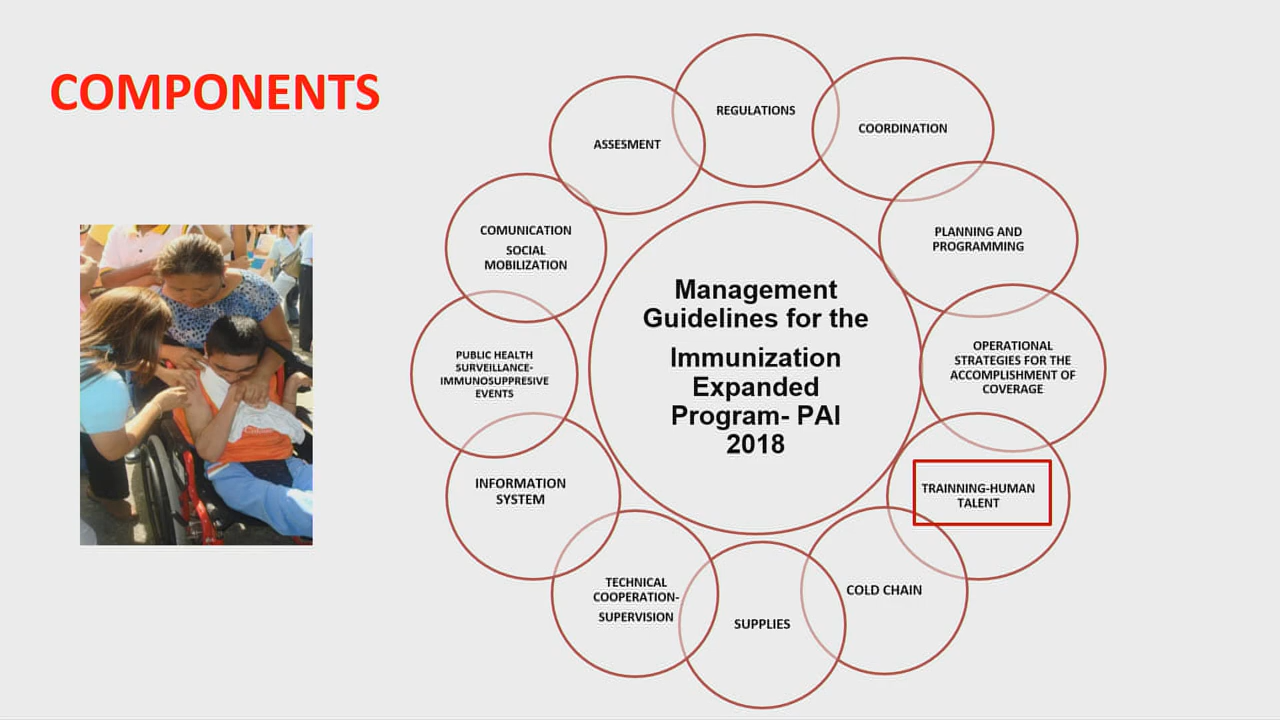 COMPONENTS
REGULATIONS
COORDINATION
PLANNING AND
PROGRAMMING
OPERATIONAL
STRATEGIES FOR THE
ACCOMPLISHMENT OF
COVERAGE
TRAINNING-HUMAN
TALENT
COLD CHAIN
SUPPLIES
TECHNICAL
COOPERATION-
SUPERVISION
INFORMATION
SYSTEM
PUBLIC HEALTH
SURVEILLANCE-
IMMUNOSUPPRESIVE
EVENTS
COMUNICATION
SOCIAL
MOBILIZATION
ASSESMENT
Management
Guidelines for the
Immunization
Expanded
Program- PAI
2018